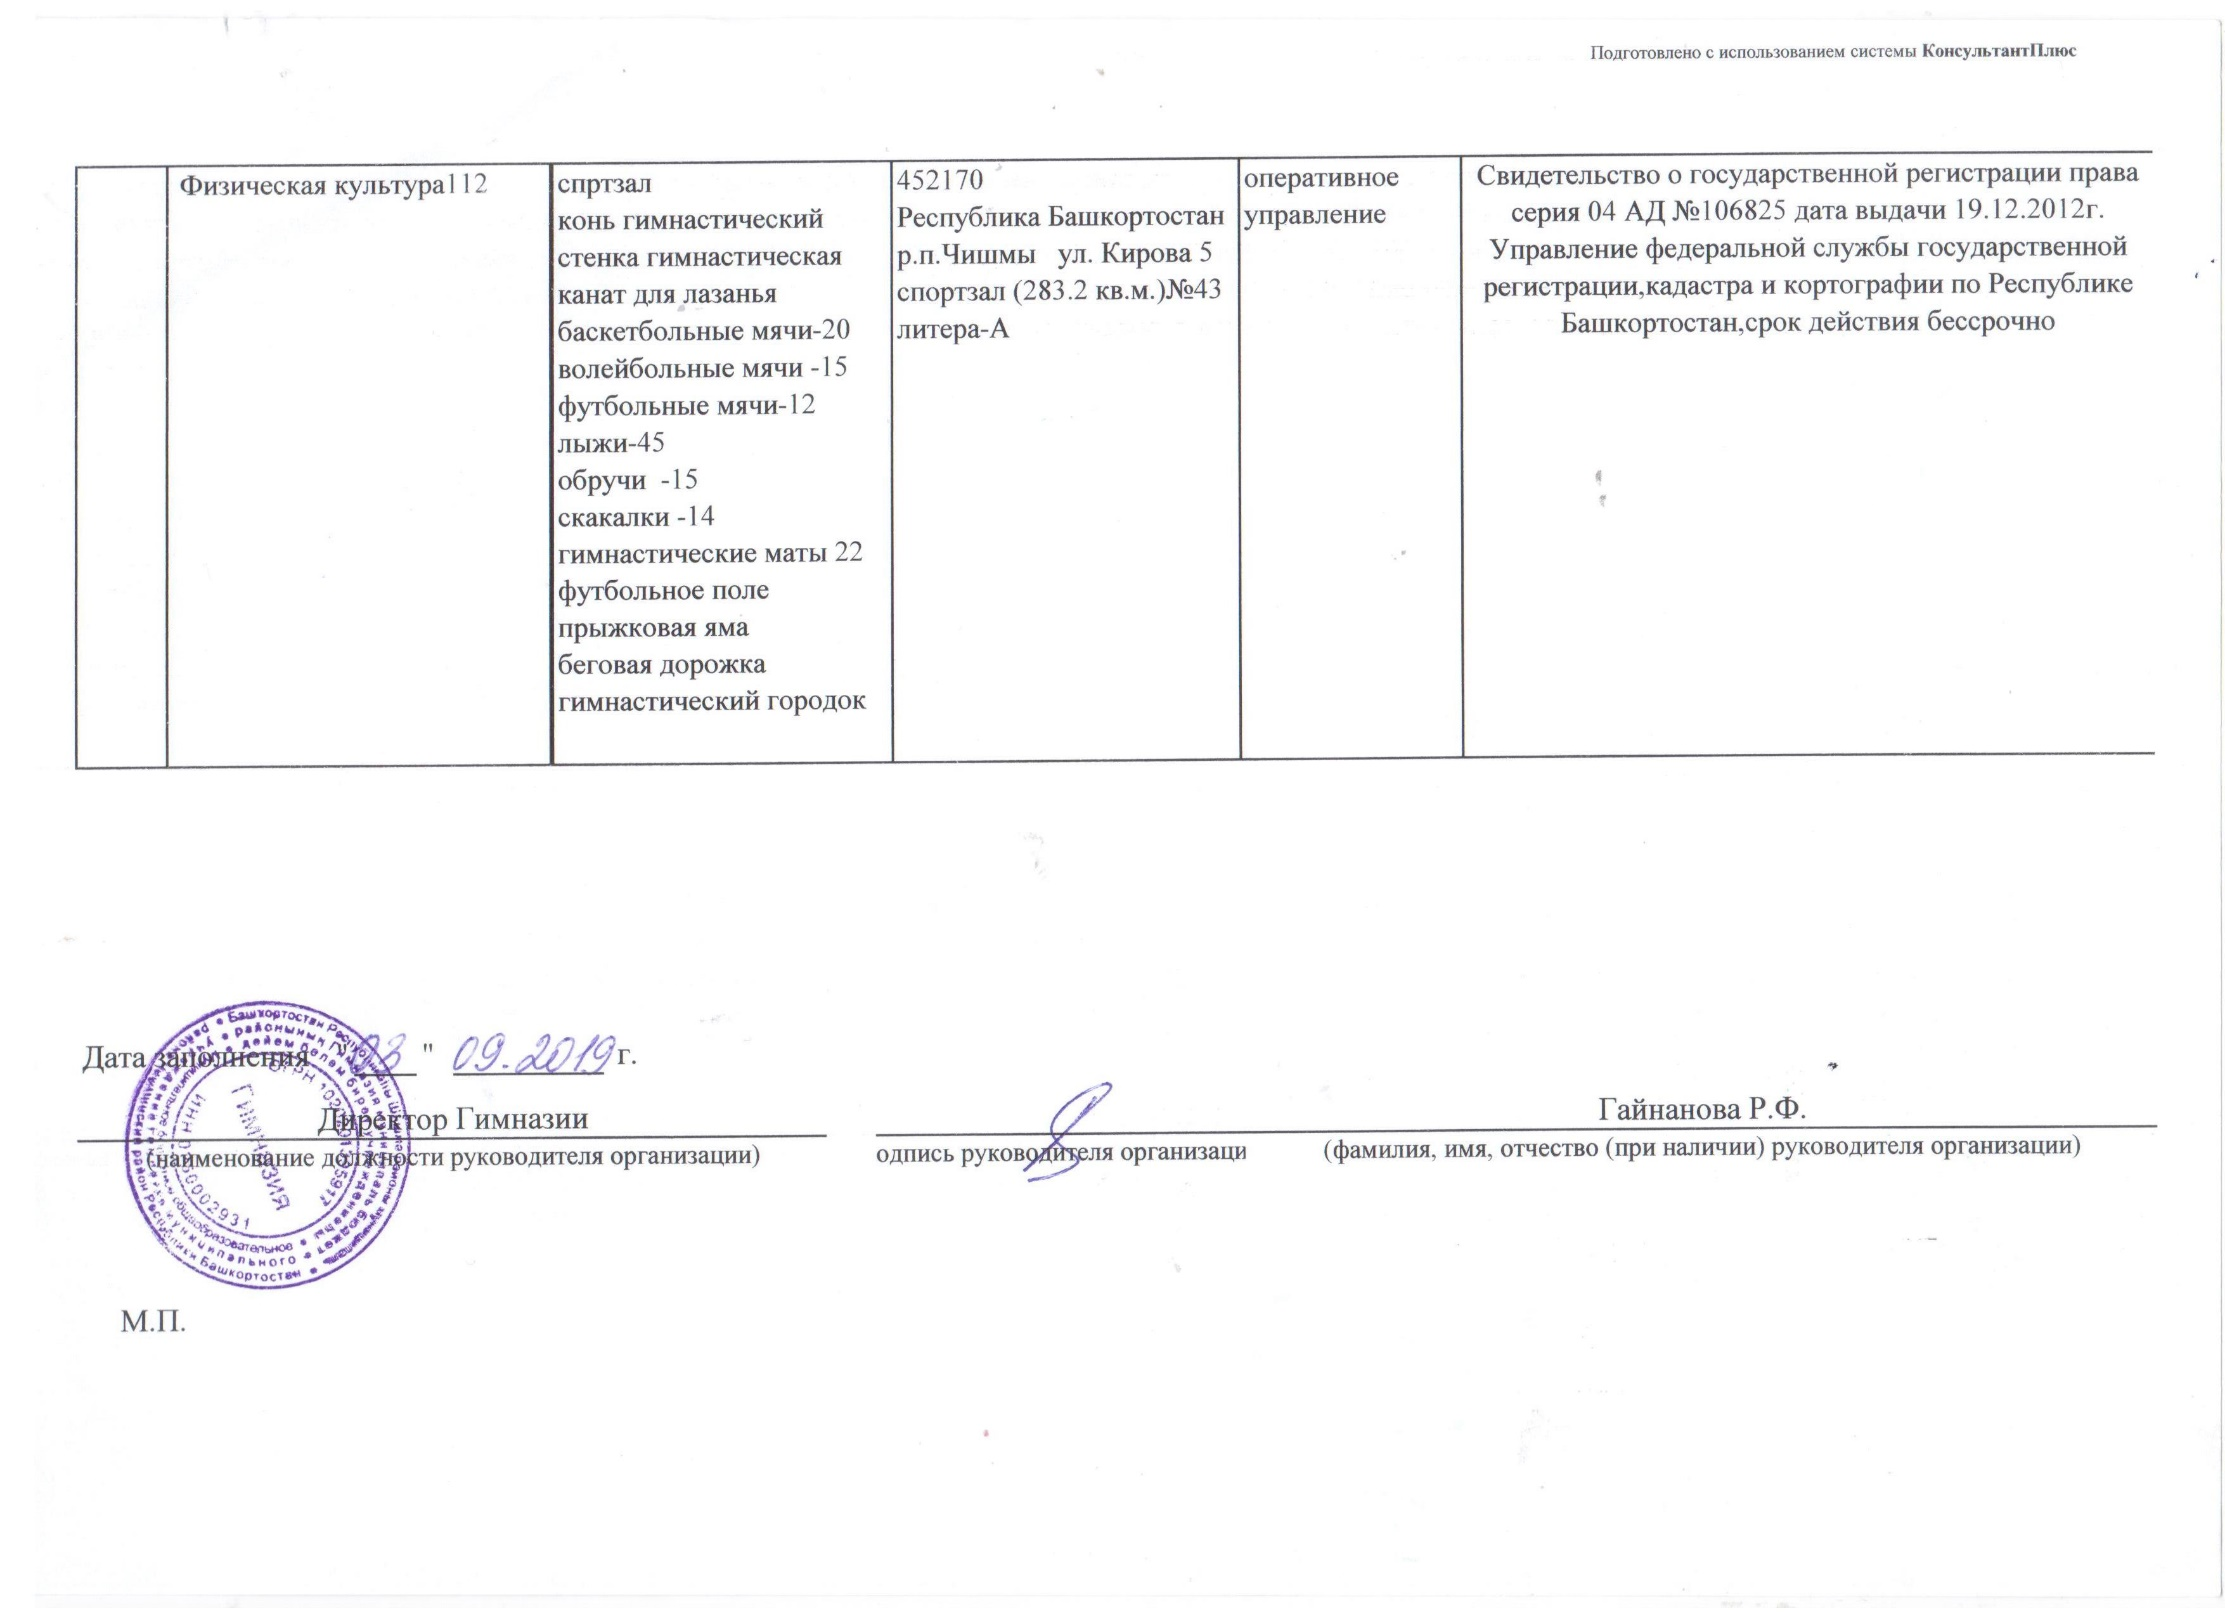 Подготовлено с использованием системы КонсультантПлюс
Физическая культура112
спртзал
конь гимнастический
стенка гимнастическая
канат для лазанья
баскетбольные мячи-20
волейбольные мячи -15
футбольные мячи-12
лыжи-45
обручи -15
скакалки -14
гимнастические маты 22
футбольное поле
прыжковая яма
беговая дорожка
гимнастический городок
452170
Республика Башкортостан
р.п.Чишмы ул. Кирова 5
спортзал (283.2 кв.м.)№43
литера-А
оперативное
управление
Свидетельство о государственной регистрации права
серия 04 АД №106825 дата выдачи 19.12.2012г.
Управление федеральной службы государственной
регистрации,кадастра и кортографии по Республике
Башкортостан,срок действия бессрочно
Дата заполнения "03" 09.2019 г.
Директор Гимназии
Гайнанова Р.Ф.
(наименование должности руководителя организации)
одпись руководителя организаци
(фамилия, имя, отчество (при наличии) руководителя организации)
ГИМНАЗИЯ
М.П.